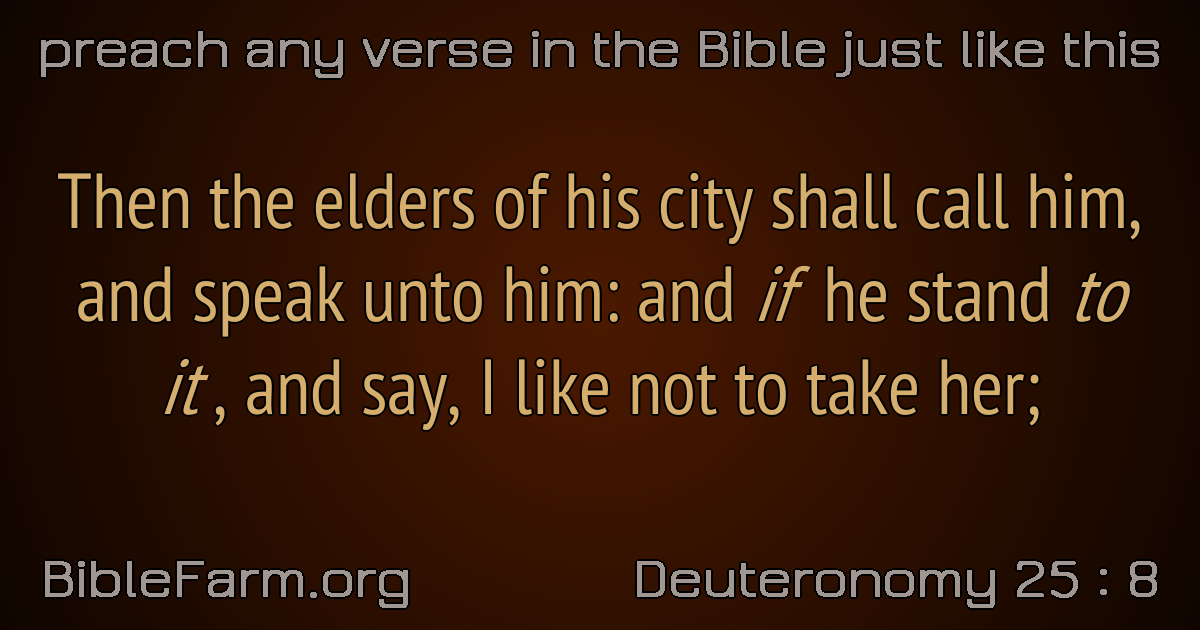 preach any verse in the Bible just like this
Then the elders of his city shall call him,
and speak unto him: and if he stand to
it , and say, I like not to take her;
BibleFarm.org
Deuteronomy 25 : 8